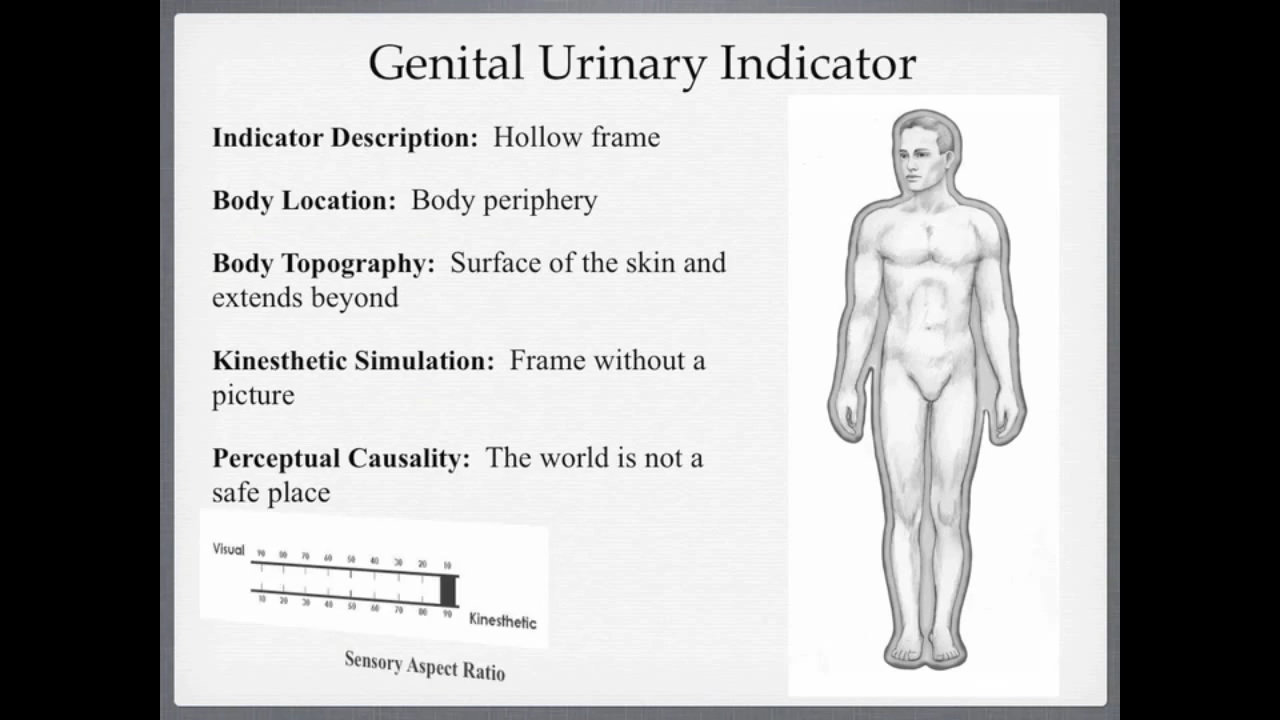 Genital Urinary Indicator
Indicator Description: Hollow frame
Body Location: Body periphery
Body Topography: Surface of the skin and
extends beyond
Kinesthetic Simulation: Frame without a
picture
Perceptual Causality: The world is not a
safe place
Visual 90 80 70 60 50 40 30 20 10
10 20 30 40 50 60 70 80 90 Kinesthetic
Sensory Aspect Ratio